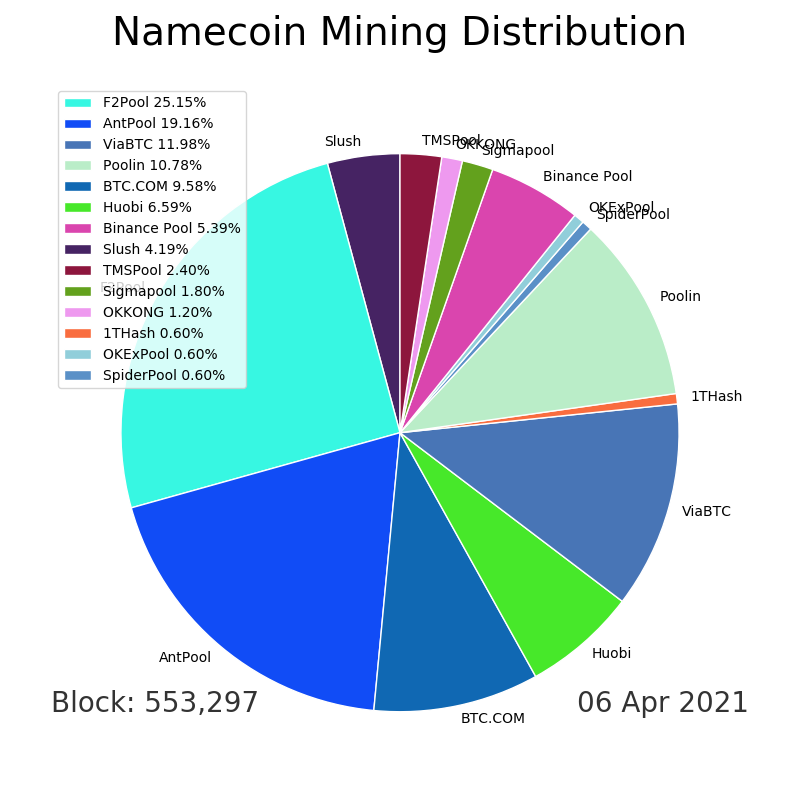 Namecoin Mining Distribution
F2Pool 25.15%
AntPool 19.16%
ViaBTC 11.98%
Poolin 10.78%
BTC.COM 9.58%
Huobi 6.59%
Binance Pool 5.39%
Slush 4.19%
TMSPool 2.40%
Sigmapool 1.80%
OKKONG 1.20%
1THash 0.60%
OKExPool 0.60%
SpiderPool 0.60%
Slush
TMSPool
OKKONG
Sigmapool
Binance Pool
OKExPool
SpiderPool
F2Pool
Poolin
1THash
ViaBTC
Huobi
AntPool
BTC.COM
Block: 553,297
06 Apr 2021